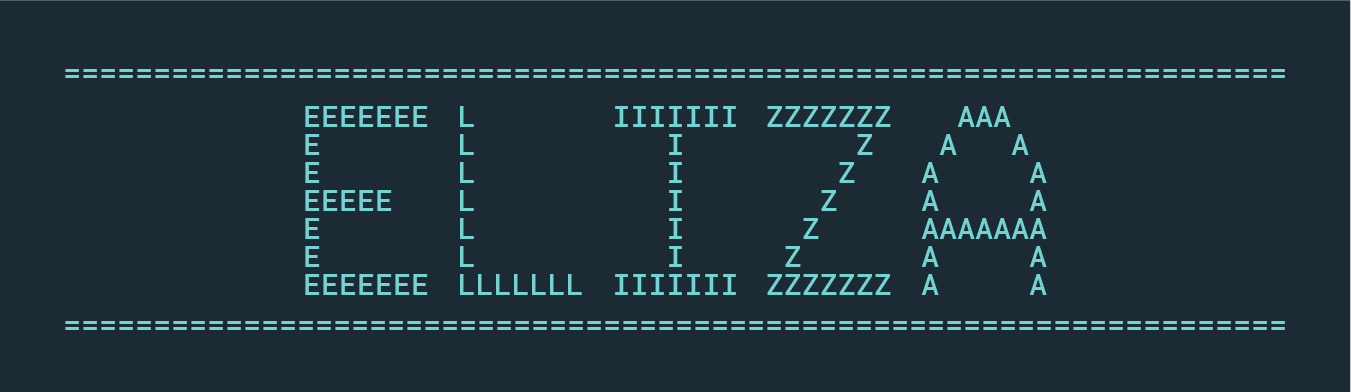 ====================================================================
EEEEEEE  L        IIIIIII  ZZZZZZZ    AAA
E        L           I          Z    A   A
E        L           I         Z    A     A
EEEEE    L           I        Z     A     A
E        L           I       Z      AAAAAAA
E        L           I      Z       A     A
EEEEEEE  LLLLLLL  IIIIIII  ZZZZZZZ  A     A
====================================================================